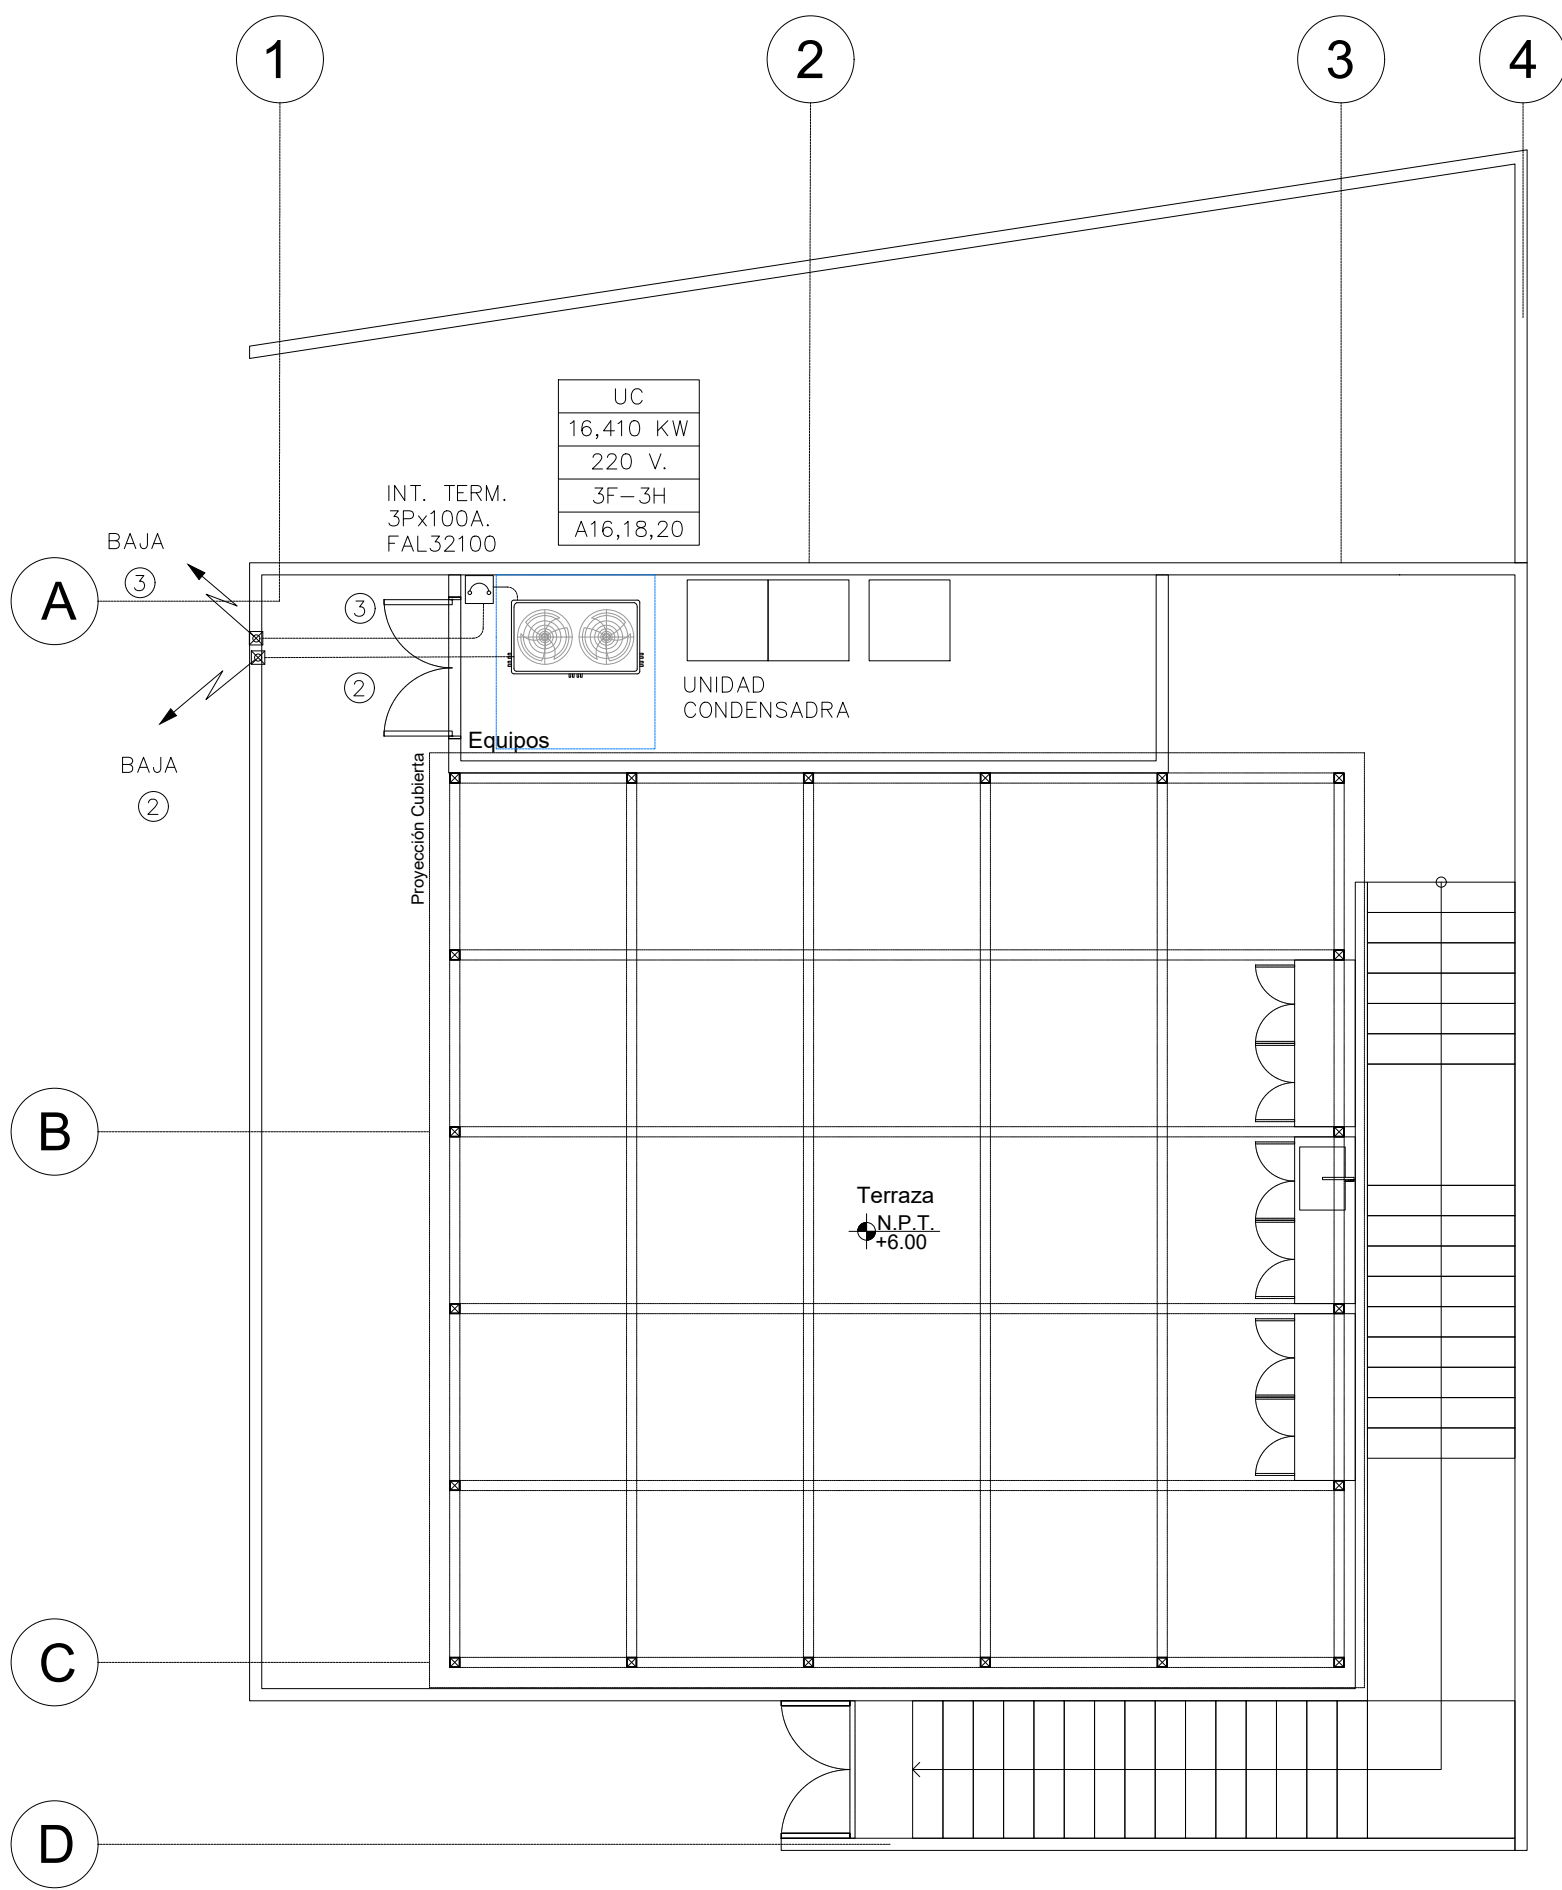 1
2
3
4
UC
16,410 KW
220 V.
3F-3H
A16,18,20
INT. TERM.
3Px100A.
FAL32100
BAJA
3
A
3
2
UNIDAD
CONDENSADRA
Equipos
BAJA
2
Proyección Cubierta
B
Terraza
N.P.T.
+6.00
C
D